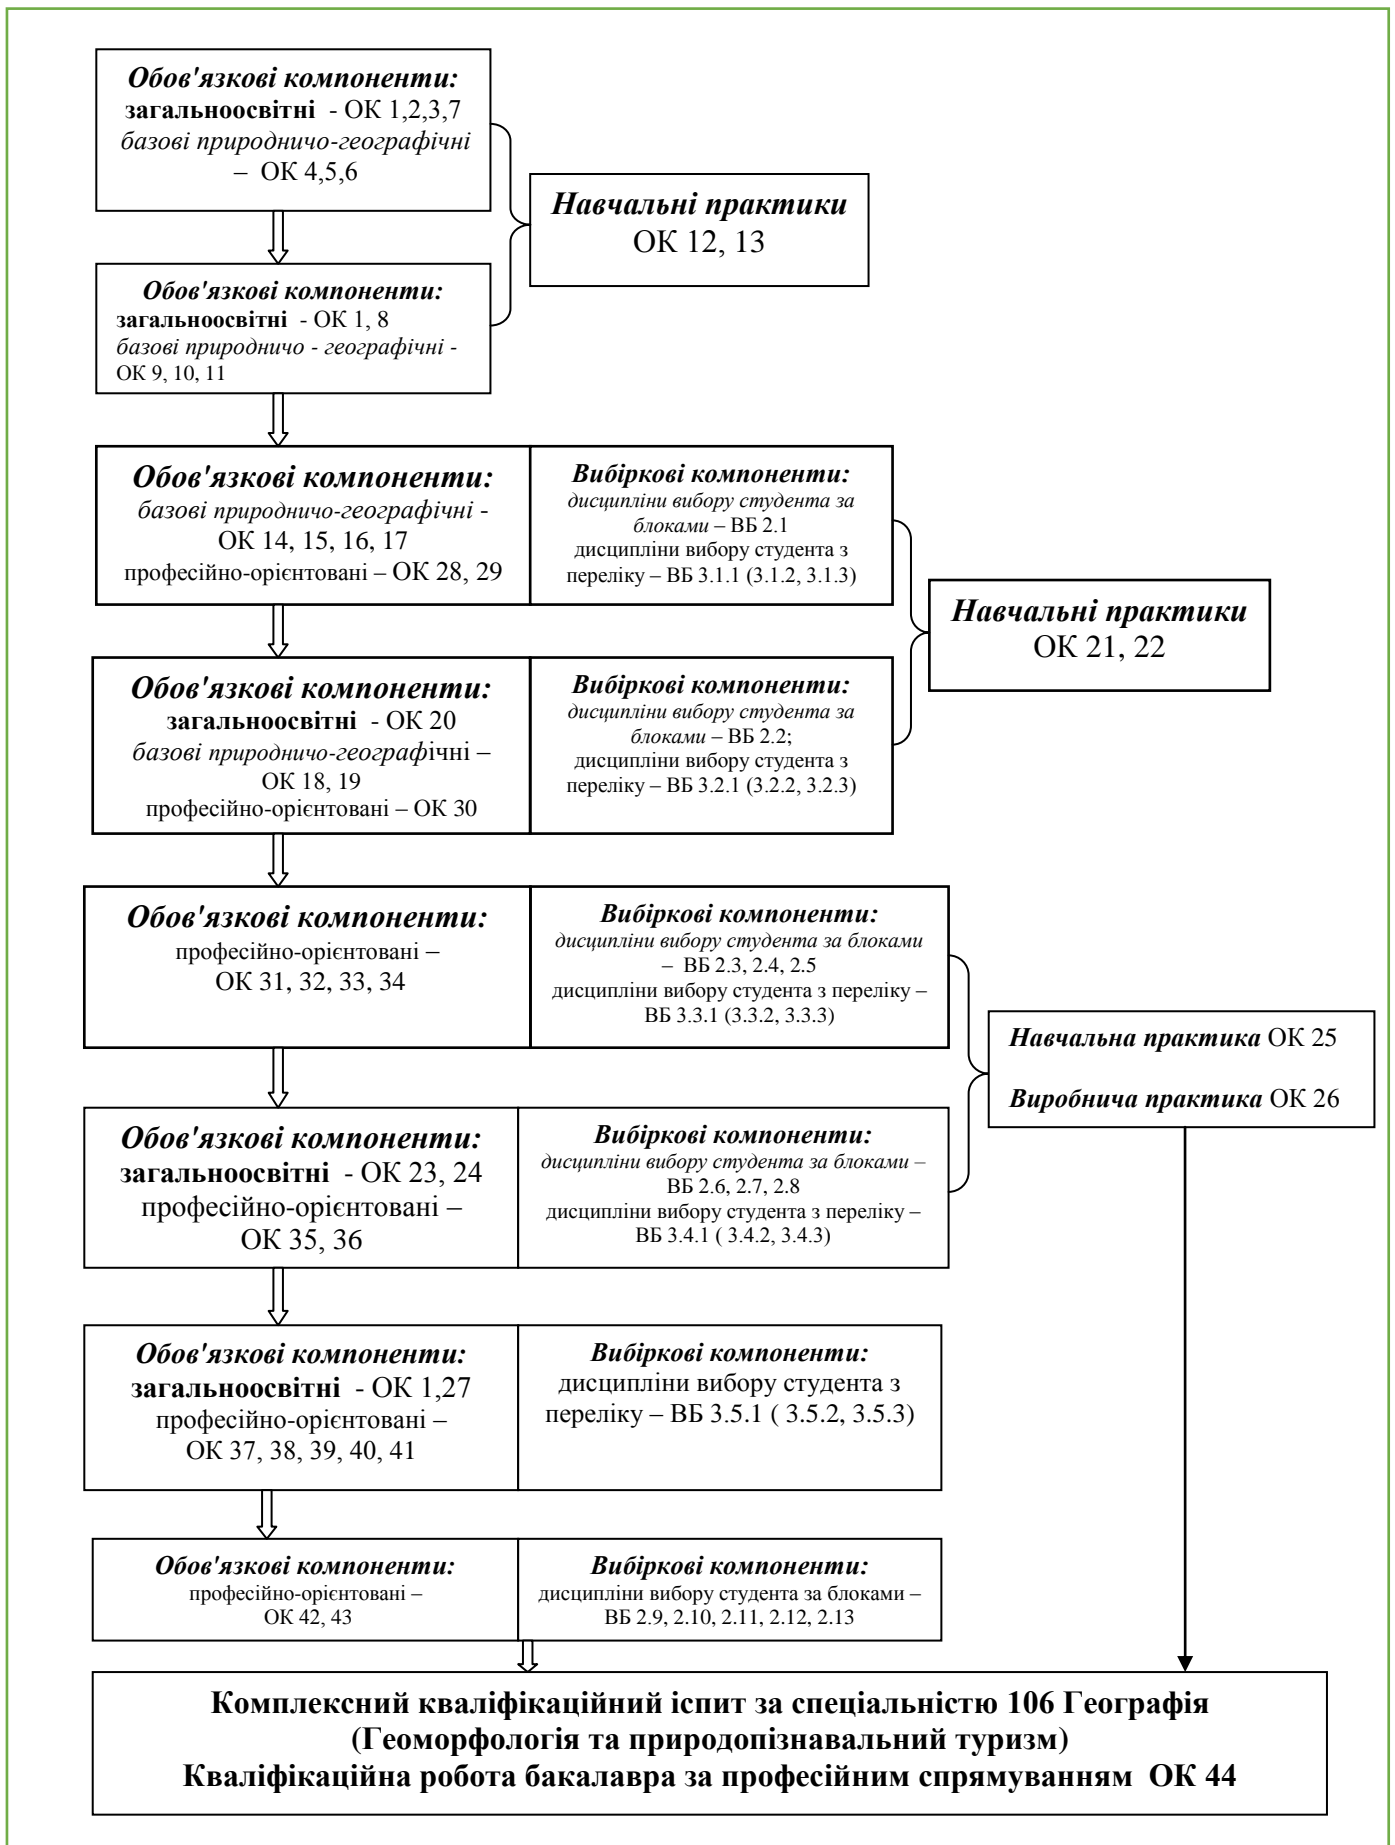 Обов'язкові компоненти:
загальноосвітні - ОК 1,2,3,7
базові природничо-географічні
– ОК 4,5,6
Навчальні практики
ОК 12, 13
Обов'язкові компоненти:
загальноосвітні - ОК 1, 8
базові природничо - географічні -
ОК 9, 10, 11
Обов'язкові компоненти:
базові природничо-географічні -
ОК 14, 15, 16, 17
професійно-орієнтовані – ОК 28, 29
Вибіркові компоненти:
дисципліни вибору студента за
блоками – ВБ 2.1
дисципліни вибору студента з
переліку – ВБ 3.1.1 (3.1.2, 3.1.3)
Навчальні практики
ОК 21, 22
Обов'язкові компоненти:
загальноосвітні - ОК 20
базові природничо-географічні –
ОК 18, 19
професійно-орієнтовані – ОК 30
Вибіркові компоненти:
дисципліни вибору студента за
блоками – ВБ 2.2;
дисципліни вибору студента з
переліку – ВБ 3.2.1 (3.2.2, 3.2.3)
Обов'язкові компоненти:
професійно-орієнтовані –
ОК 31, 32, 33, 34
Вибіркові компоненти:
дисципліни вибору студента за блоками
– ВБ 2.3, 2.4, 2.5
дисципліни вибору студента з переліку –
ВБ 3.3.1 (3.3.2, 3.3.3)
Навчальна практика ОК 25
Виробнича практика ОК 26
Обов'язкові компоненти:
загальноосвітні - ОК 23, 24
професійно-орієнтовані –
ОК 35, 36
Вибіркові компоненти:
дисципліни вибору студента за блоками –
ВБ 2.6, 2.7, 2.8
дисципліни вибору студента з переліку –
ВБ 3.4.1 ( 3.4.2, 3.4.3)
Обов'язкові компоненти:
загальноосвітні - ОК 1,27
професійно-орієнтовані –
ОК 37, 38, 39, 40, 41
Вибіркові компоненти:
дисципліни вибору студента з
переліку – ВБ 3.5.1 ( 3.5.2, 3.5.3)
Обов'язкові компоненти:
професійно-орієнтовані –
ОК 42, 43
Вибіркові компоненти:
дисципліни вибору студента за блоками –
ВБ 2.9, 2.10, 2.11, 2.12, 2.13
Комплексний кваліфікаційний іспит за спеціальністю 106 Географія
(Геоморфологія та природопізнавальний туризм)
Кваліфікаційна робота бакалавра за професійним спрямуванням ОК 44